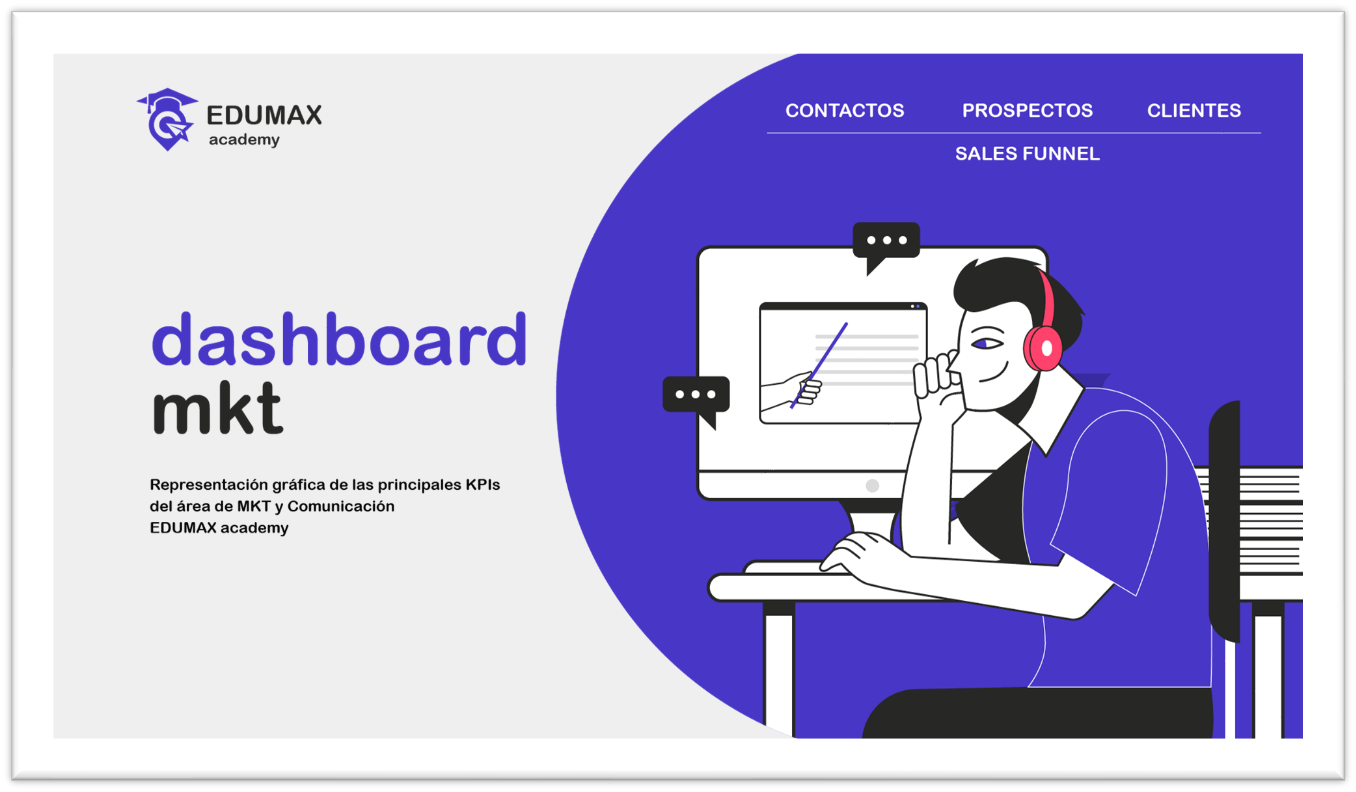 EDUMAX
academy
CONTACTOS PROSPECTOS CLIENTES
SALES FUNNEL
dashboard
mkt
Representación gráfica de las principales KPIs
del área de MKT y Comunicación
EDUMAX academy